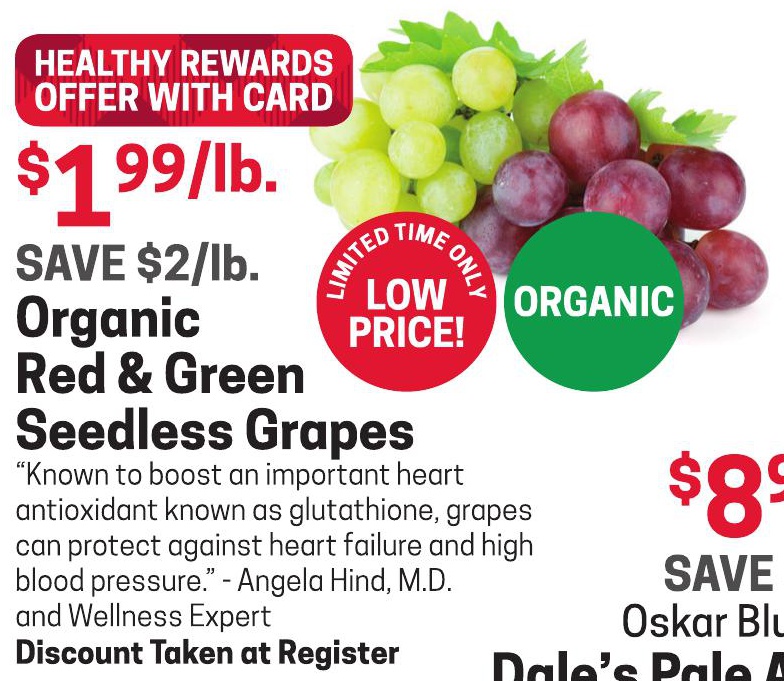 HEALTHY REWARDS
OFFER WITH CARD
$1 99/lb.
SAVE $2/lb.
LIMITED TIME ONLY
LOW
PRICE!
ORGANIC
Organic
Red & Green
Seedless Grapes
“Known to boost an important heart
antioxidant known as glutathione, grapes
can protect against heart failure and high
blood pressure.” - Angela Hind, M.D.
and Wellness Expert
Discount Taken at Register
$8
SAVE
Oskar
Dale’s Pale